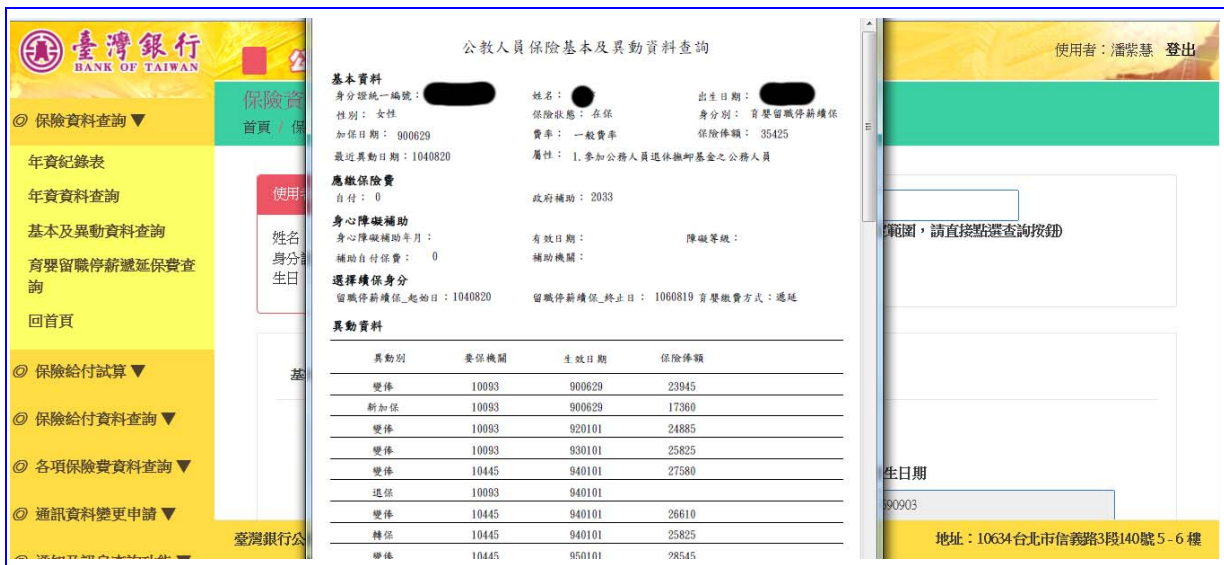 臺灣銀行
BANK OF TAIWAN
使用者：潘紫慧 登出
◎ 保險資料查詢 ▼
年資紀錄表
年資資料查詢
基本及異動資料查詢
育嬰留職停薪遞延保費查
詢
回首頁
◎ 保險給付試算 ▼
◎ 保險給付資料查詢 ▼
◎ 各項保險費資料查詢 ▼
◎ 通訊資料變更申請 ▼
保險資
首頁 / 保
使用者
姓名
身分
生日
基
公教人員保險基本及異動資料查詢
基本資料
身分證統一編號： 姓名： 出生日期：
性別： 女性 保險狀態： 在保 身分別： 育嬰留職停薪續保
加保日期： 900629 費率： 一般費率 保險俸額： 35425
最近異動日期：1040820 屬性： 1.參加公務人員退休撫卹基金之公務人員
應繳保險費
自付： 0 政府補助： 2033
身心障礙補助
身心障礙補助年月： 有效日期： 障礙等級：
補助自付保費： 0 補助機關：
選擇續保身分
留職停薪續保_起始日：1040820 留職停薪續保_終止日： 1060819 育嬰繳費方式：遞延
異動資料
異動別 要保機關 生效日期 保險俸額
變俸 10093 900629 23945
新加保 10093 900629 17360
變俸 10093 920101 24885
變俸 10093 930101 25825
變俸 10445 940101 27580
退保 10093 940101
變俸 10445 940101 26610
轉保 10445 940101 25825
變俸 10445 950101 28545
範圍，請直接點選查詢按鈕)
生日期
590903
臺灣銀行公
地址：10634台北市信義路3段140號5-6樓